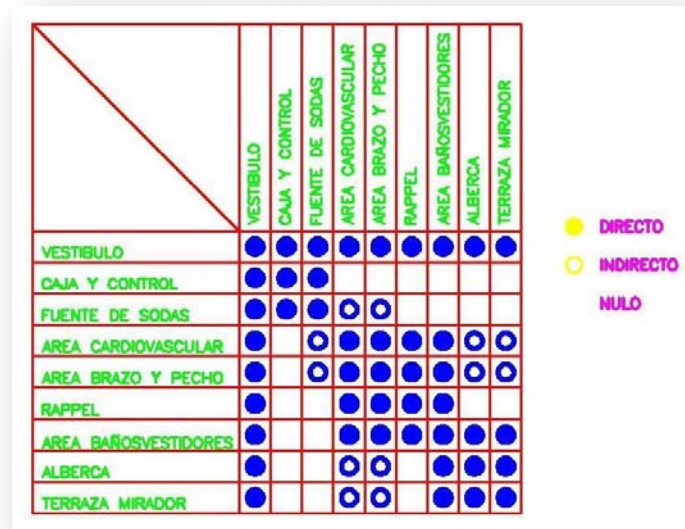 VESTIBULO
CAJA Y CONTROL
FUENTE DE SODAS
AREA CARDIOVASCULAR
AREA BRAZO Y PECHO
RAPPEL
AREA BAÑOSVESTIDORES
ALBERCA
TERRAZA MIRADOR
VESTIBULO
CAJA Y CONTROL
FUENTE DE SODAS
AREA CARDIOVASCULAR
AREA BRAZO Y PECHO
RAPPEL
AREA BAÑOSVESTIDORES
ALBERCA
TERRAZA MIRADOR
DIRECTO
INDIRECTO
NULO